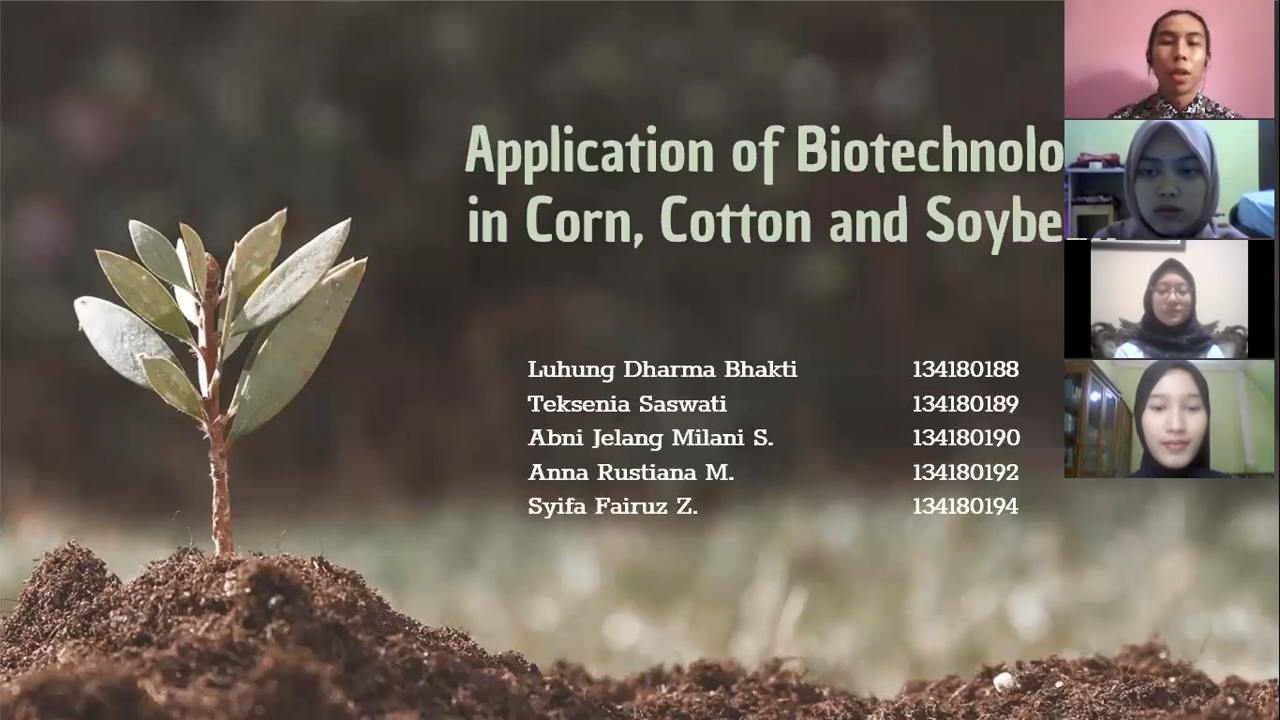 Application of Biotechnolo
in Corn, Cotton and Soybe
Luhung Dharma Bhakti 134180188
Teksenia Saswati 134180189
Abni Jelang Milani S. 134180190
Anna Rustiana M. 134180192
Syifa Fairuz Z. 134180194